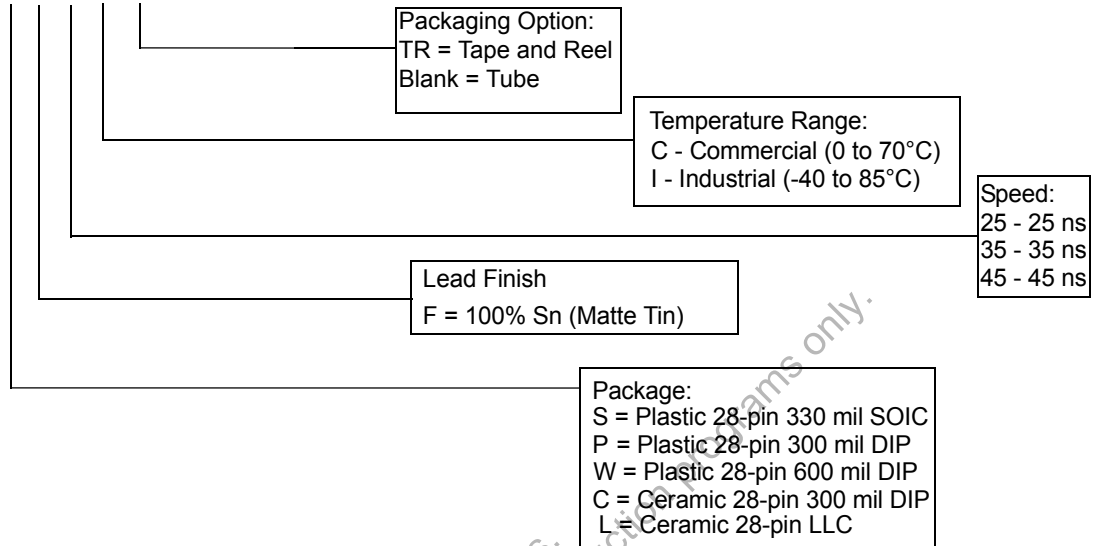 Packaging Option:
TR = Tape and Reel
Blank = Tube
Temperature Range:
C - Commercial (0 to 70°C)
I - Industrial (-40 to 85°C)
Speed:
25 - 25 ns
35 - 35 ns
45 - 45 ns
Lead Finish
F = 100% Sn (Matte Tin)
Package:
S = Plastic 28-pin 330 mil SOIC
P = Plastic 28-pin 300 mil DIP
W = Plastic 28-pin 600 mil DIP
C = Ceramic 28-pin 300 mil DIP
L = Ceramic 28-pin LLC
programs only.